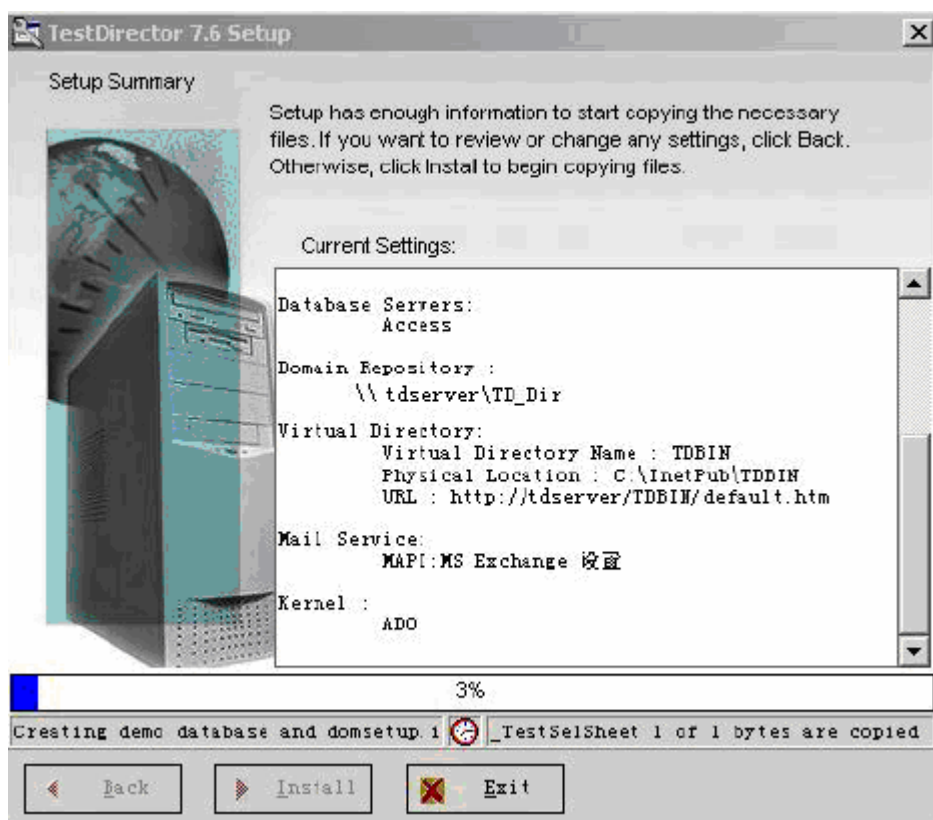 TestDirector 7.6 Setup
Setup Summary
Setup has enough information to start copying the necessary
files. If you want to review or change any settings, click Back.
Otherwise, click Install to begin copying files.
Current Settings:
Database Servers:
Access
Domain Repository :
\\ tdserver\TD_Dir
Virtual Directory:
Virtual Directory Name : TDBIN
Physical Location : C:\InetPub\TDBIN
URL : http://tdserver/TDBIN/default.htm
Mail Service:
MAPI:MS Exchange 设置
Kernel :
ADO
3%
Creating demo database and domsetup.i
_TestSelSheet 1 of 1 bytes are copied
Back
Install
Exit